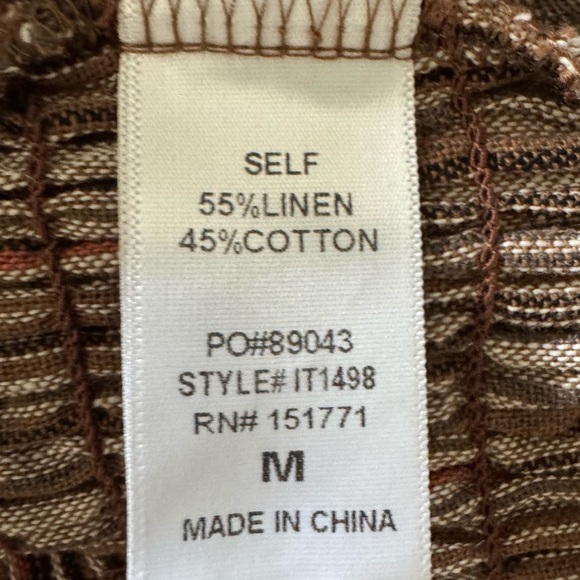 SELF
55%LINEN
45%COTTON
PO#89043
STYLE# IT1498
RN# 151771
M
MADE IN CHINA